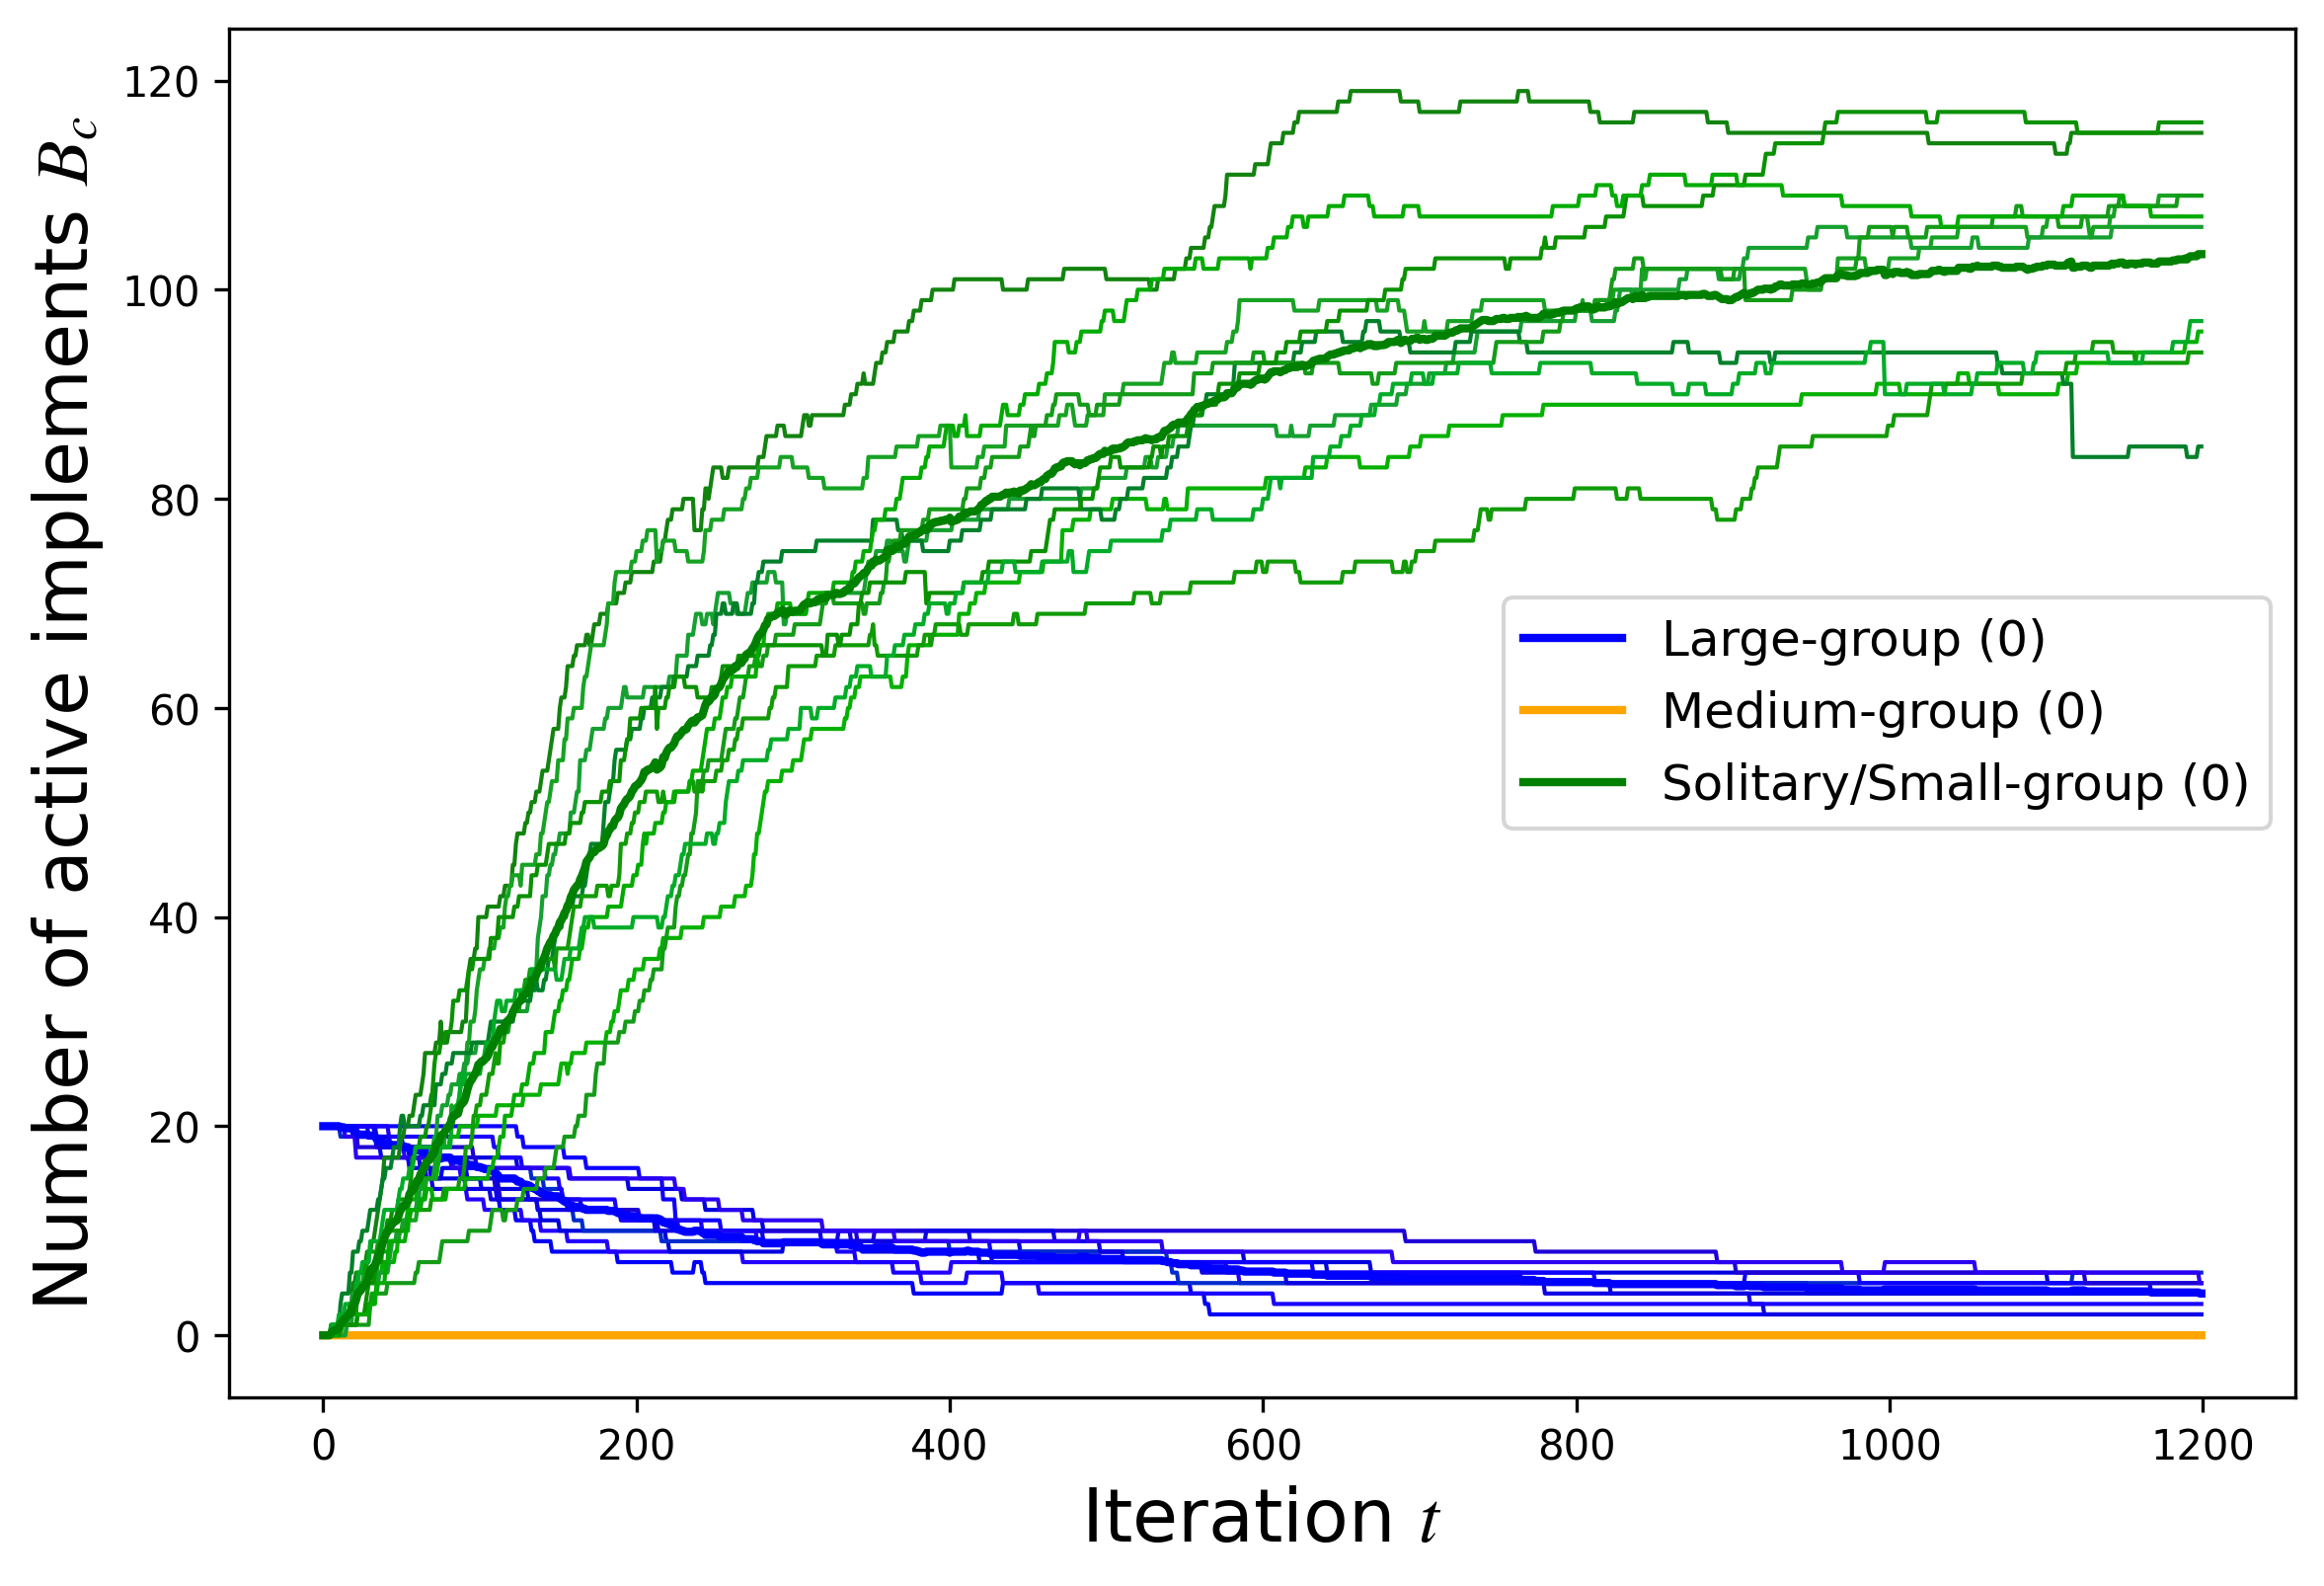 Number of active implements B_c
120
100
80
60
40
20
0
0 200 400 600 800 1000 1200
Iteration t
Large-group (0)
Medium-group (0)
Solitary/Small-group (0)